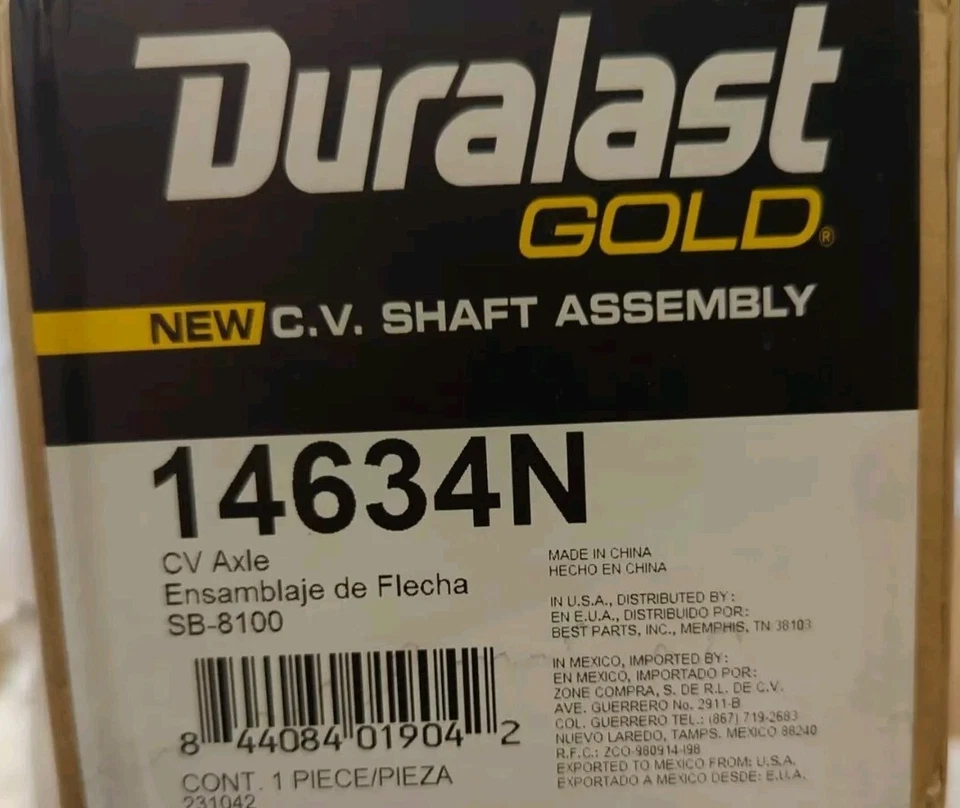 Duralast
GOLD®
NEW C.V. SHAFT ASSEMBLY
14634N
CV Axle
Ensamblaje de Flecha
SB-8100
8 44084 01904 2
CONT. 1 PIECE/PIEZA
231042
MADE IN CHINA
HECHO EN CHINA
IN U.S.A., DISTRIBUTED BY:
EN E.U.A., DISTRIBUIDO POR:
BEST PARTS, INC., MEMPHIS, TN 38103
IN MEXICO, IMPORTED BY:
EN MEXICO, IMPORTADO POR:
ZONE COMPRA, S. DE R.L. DE C.V.
AVE. GUERRERO No. 2911-B
COL. GUERRERO TEL.: (867) 719-2683
NUEVO LAREDO, TAMPS. MEXICO 88240
R.F.C.: ZCO-980914-I98
EXPORTED TO MEXICO FROM: U.S.A.
EXPORTADO A MEXICO DESDE: E.U.A.